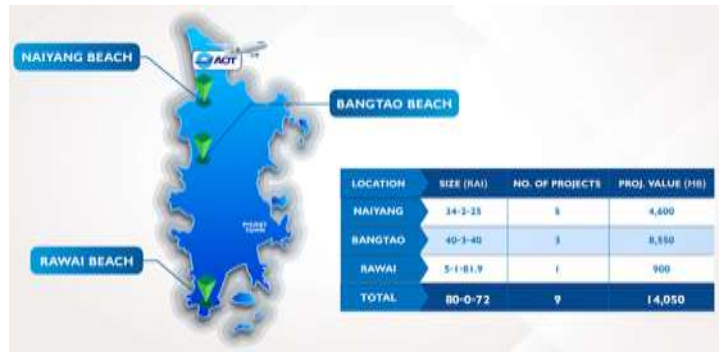 AOT
NAIYANG BEACH
BANGTAO BEACH
PHUKET
TOWN
RAWAI BEACH
LOCATION SIZE (RAI) NO. OF PROJECTS PROJ. VALUE (MB)
NAIYANG 34-2-25 5 4,600
BANGTAO 40-3-40 3 8,550
RAWAI 5-1-81.9 1 900
TOTAL 80-0-72 9 14,050